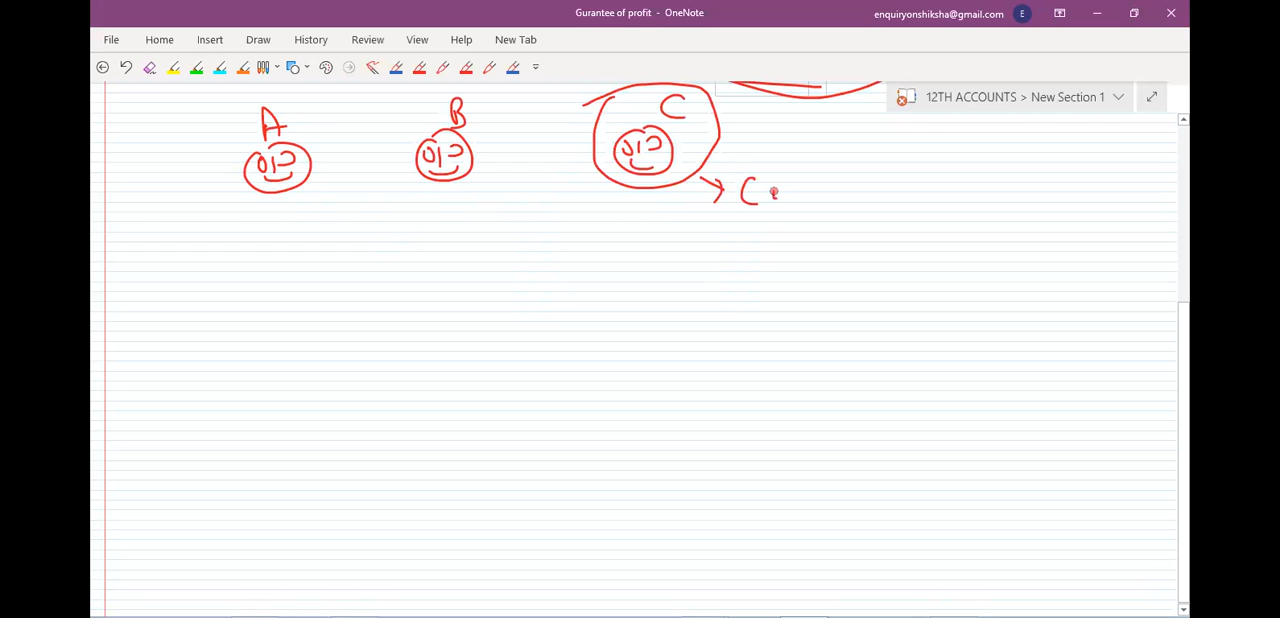 Gurantee of profit - OneNote
enquiryonshiksha@gmail.com E
File Home Insert Draw History Review View Help New Tab
12TH ACCOUNTS > New Section 1
A B C
C